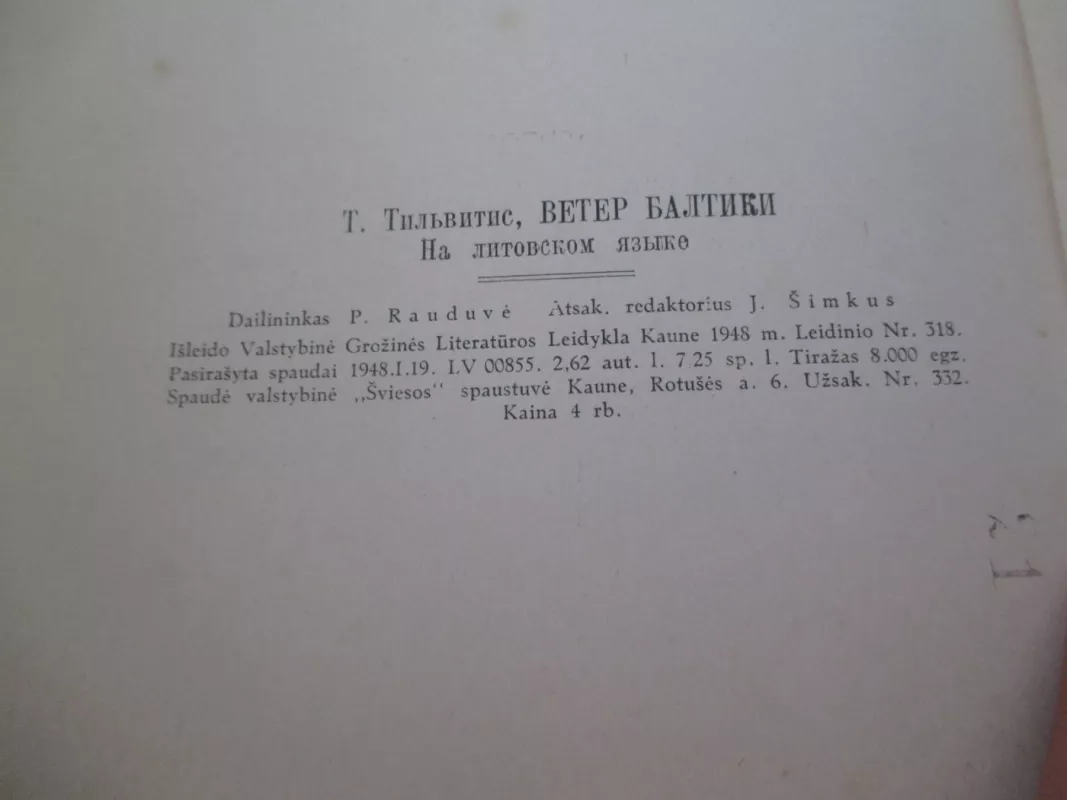 Т. Тильвитис, ВЕТЕР БАЛТИКИ
На литовском языке
Dailininkas P. Rauduvė Atsak. redaktorius J. Šimkus
Išleido Valstybinė Grožinės Literatūros Leidykla Kaune 1948 m. Leidinio Nr. 318.
Pasirašyta spaudai 1948.I.19. LV 00855. 2,62 aut. l. 7.25 sp. l. Tiražas 8.000 egz.
Spaudė valstybinė „Šviesos" spaustuvė Kaune, Rotušės a. 6. Užsak. Nr. 332.
Kaina 4 rb.